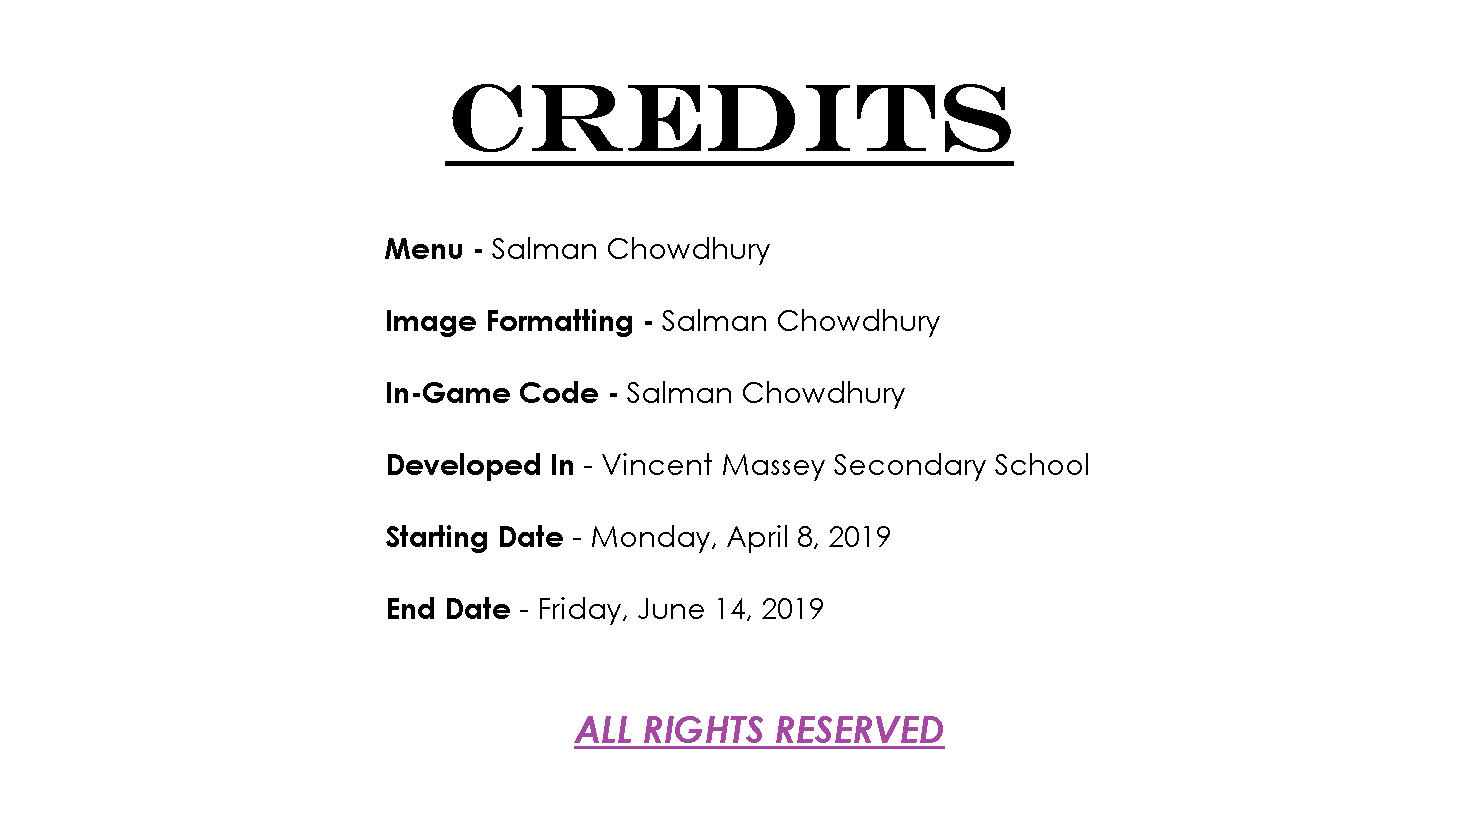 CREDITS
Menu - Salman Chowdhury
Image Formatting - Salman Chowdhury
In-Game Code - Salman Chowdhury
Developed In - Vincent Massey Secondary School
Starting Date - Monday, April 8, 2019
End Date - Friday, June 14, 2019
ALL RIGHTS RESERVED